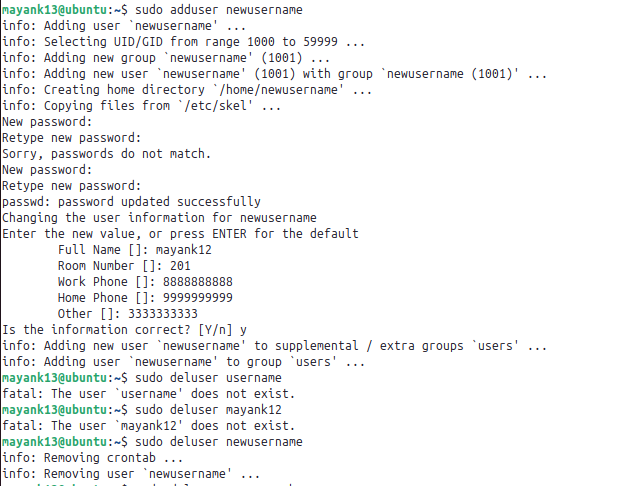 mayank13@ubuntu:~$ sudo adduser newusername
info: Adding user `newusername' ...
info: Selecting UID/GID from range 1000 to 59999 ...
info: Adding new group `newusername' (1001) ...
info: Adding new user `newusername' (1001) with group `newusername (1001)' ...
info: Creating home directory `/home/newusername' ...
info: Copying files from `/etc/skel' ...
New password:
Retype new password:
Sorry, passwords do not match.
New password:
Retype new password:
passwd: password updated successfully
Changing the user information for newusername
Enter the new value, or press ENTER for the default
Full Name []: mayank12
Room Number []: 201
Work Phone []: 8888888888
Home Phone []: 9999999999
Other []: 3333333333
Is the information correct? [Y/n] y
info: Adding new user `newusername' to supplemental / extra groups `users' ...
info: Adding user `newusername' to group `users' ...
mayank13@ubuntu:~$ sudo deluser username
fatal: The user `username' does not exist.
mayank13@ubuntu:~$ sudo deluser mayank12
fatal: The user `mayank12' does not exist.
mayank13@ubuntu:~$ sudo deluser newusername
info: Removing crontab ...
info: Removing user `newusername' ...